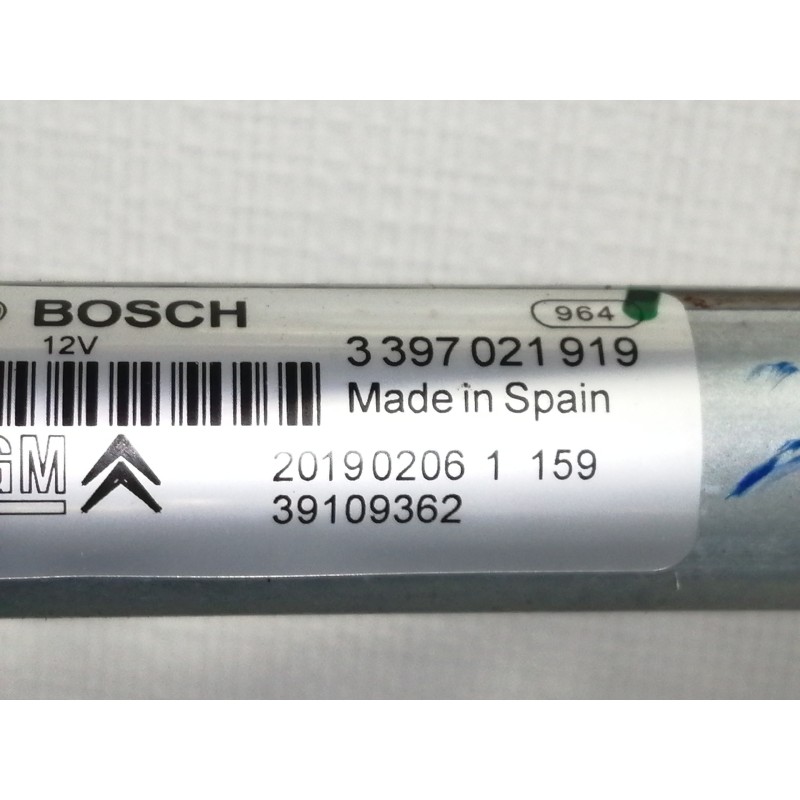 BOSCH
964
12V
3 397 021 919
Made in Spain
GM
20190206 1 159
39109362